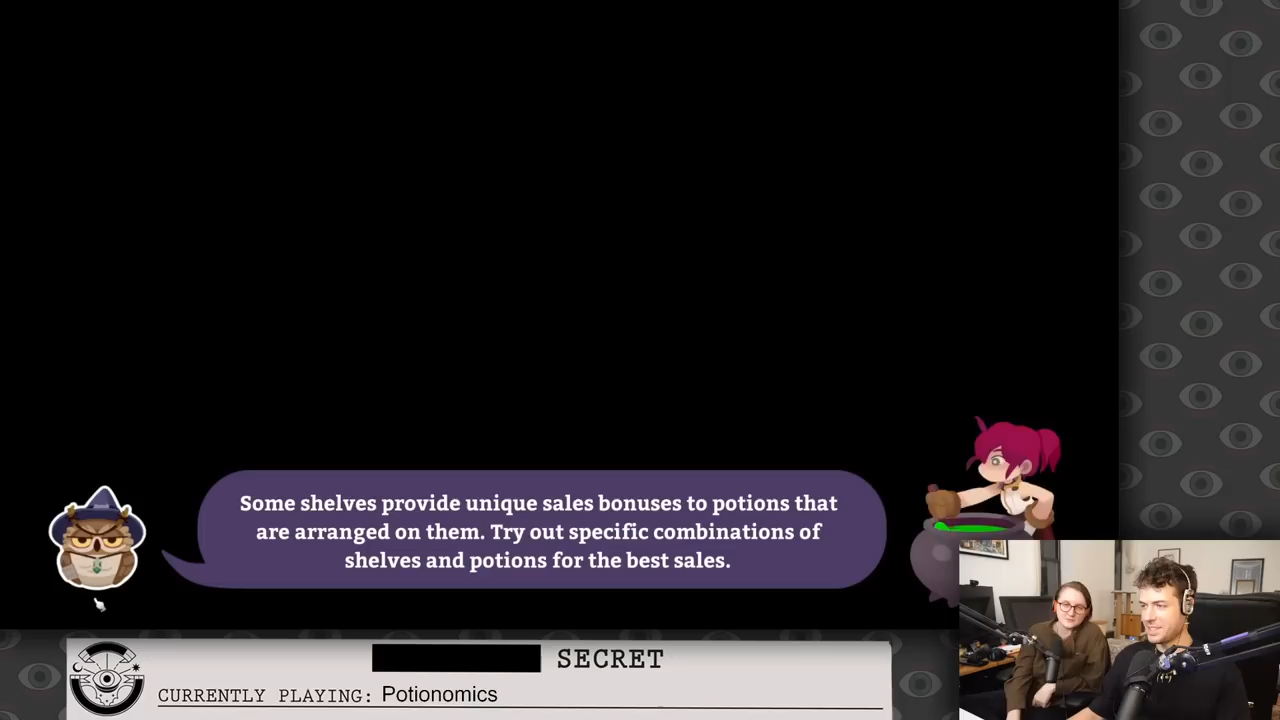 Some shelves provide unique sales bonuses to potions that
are arranged on them. Try out specific combinations of
shelves and potions for the best sales.
SECRET
CURRENTLY PLAYING: Potionomics